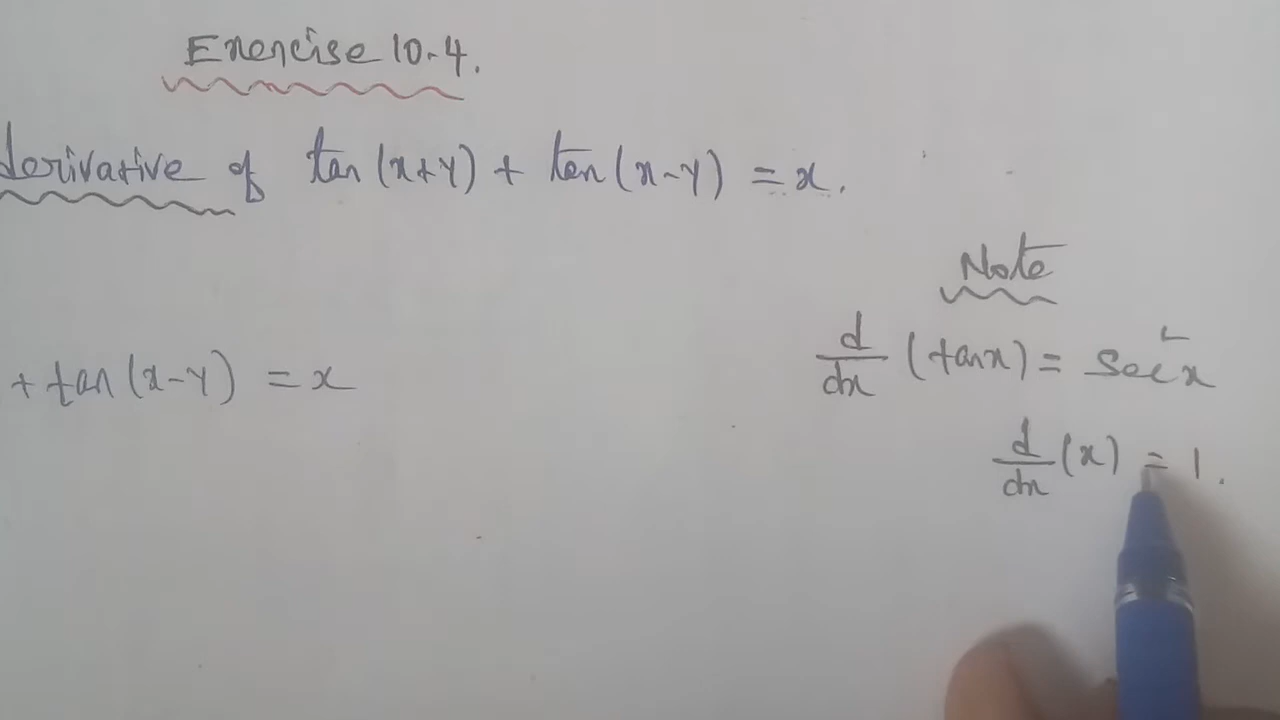 Exercise 10.4.
derivative of tan(x+y) + tan(x-y) = x.
Note
d/dx (tanx) = sec²x
+ tan(x-y) = x
d/dx (x) = 1.